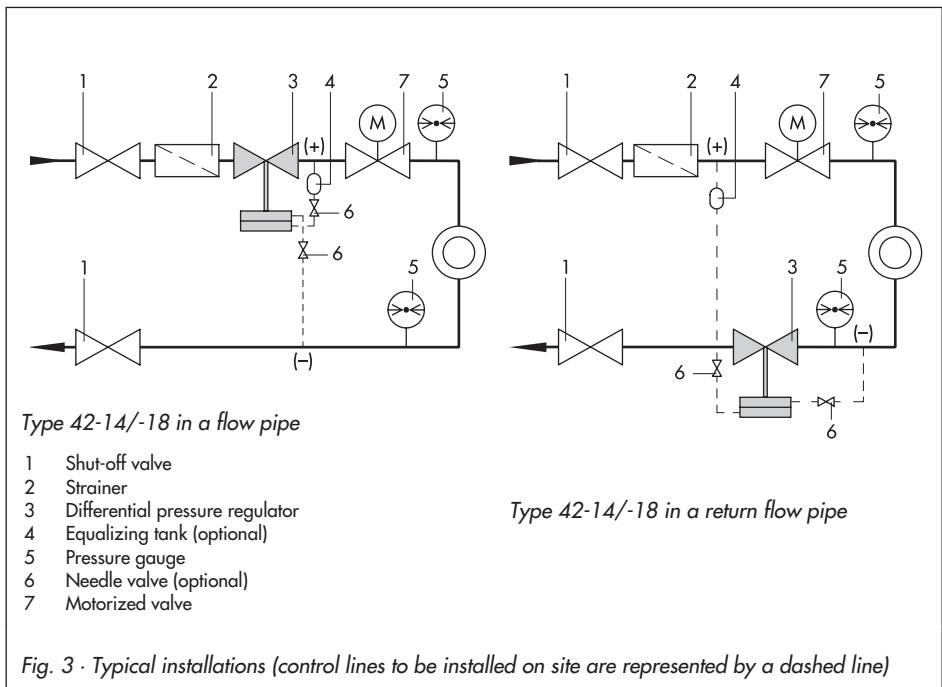 1 2 3 4 7 5
M
(+)
6
6
1
5
(−)
Type 42-14/-18 in a flow pipe
1 2 4 7 5
M
(+)
1
3
5
(−)
6
6
Type 42-14/-18 in a return flow pipe
1 Shut-off valve
2 Strainer
3 Differential pressure regulator
4 Equalizing tank (optional)
5 Pressure gauge
6 Needle valve (optional)
7 Motorized valve
Fig. 3 · Typical installations (control lines to be installed on site are represented by a dashed line)